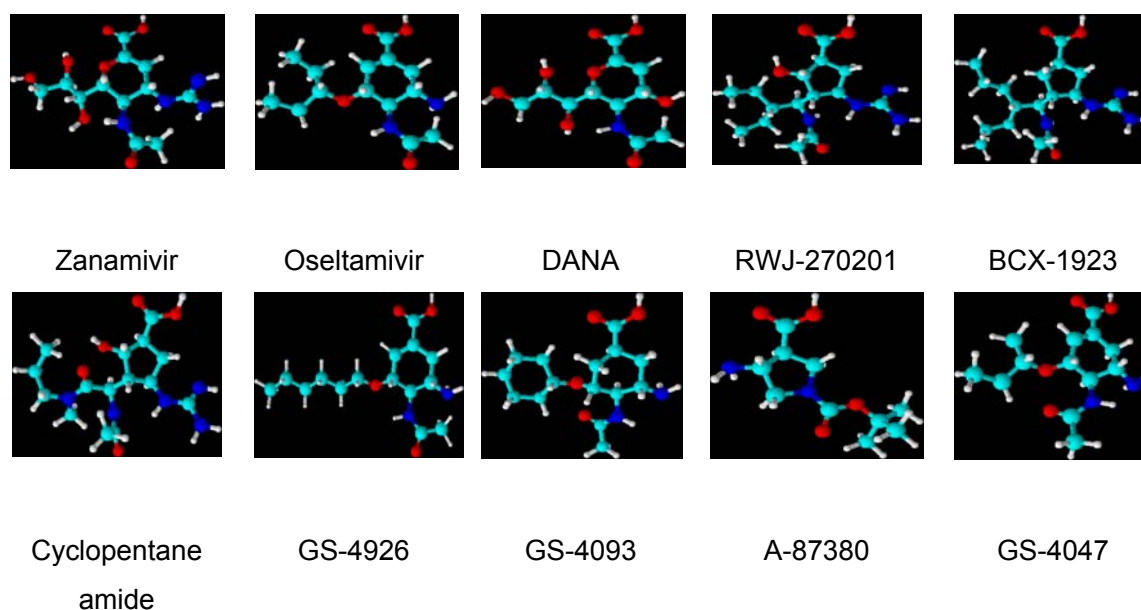 Zanamivir
Oseltamivir
DANA
RWJ-270201
BCX-1923
Cyclopentane
amide
GS-4926
GS-4093
A-87380
GS-4047